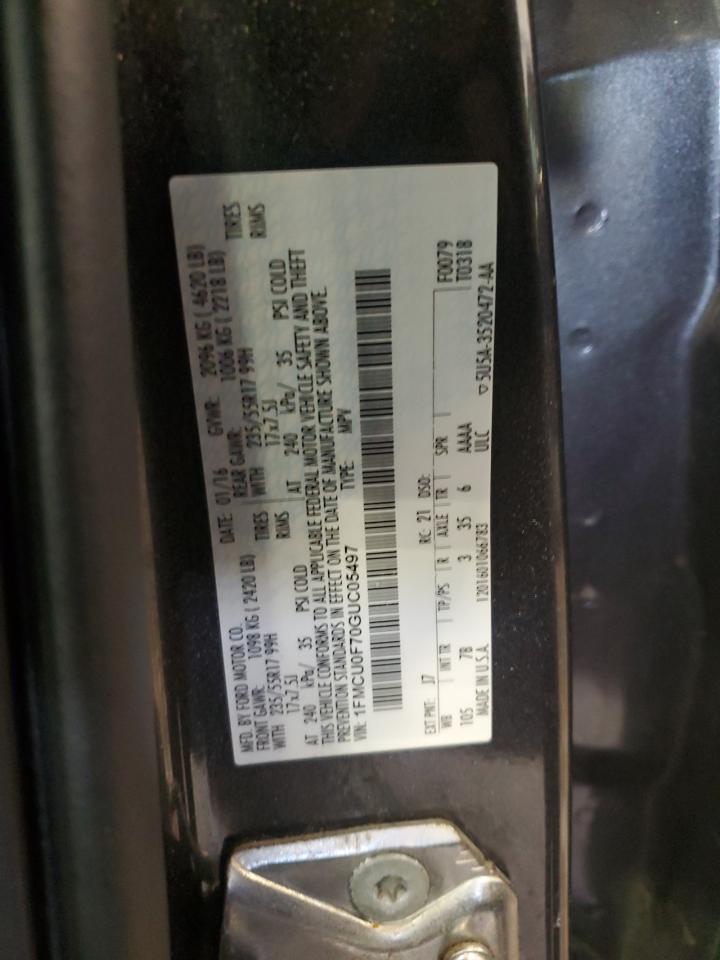 MFD. BY FORD MOTOR CO.
DATE: 01/16 GVWR: 2096 KG ( 4620 LB)
FRONT GAWR: 1098 KG ( 2420 LB) REAR GAWR: 1006 KG ( 2218 LB)
WITH 235/55R17 99H TIRES WITH 235/55R17 99H TIRES
17x7.5J RIMS 17x7.5J RIMS
AT 240 kPa/ 35 PSI COLD AT 240 kPa/ 35 PSI COLD
THIS VEHICLE CONFORMS TO ALL APPLICABLE FEDERAL MOTOR VEHICLE SAFETY AND THEFT
PREVENTION STANDARDS IN EFFECT ON THE DATE OF MANUFACTURE SHOWN ABOVE.
VIN: 1FMCU0F70GUC05497 TYPE: MPV
EXT PNT: J7 RC: 21 DSO: F0079
WB INT TR TP/PS R AXLE TR SPR T0318
105 7B 3 35 6 AAAA
MADE IN U.S.A. 1201601066783 ULC ▽5U5A-3520472-AA